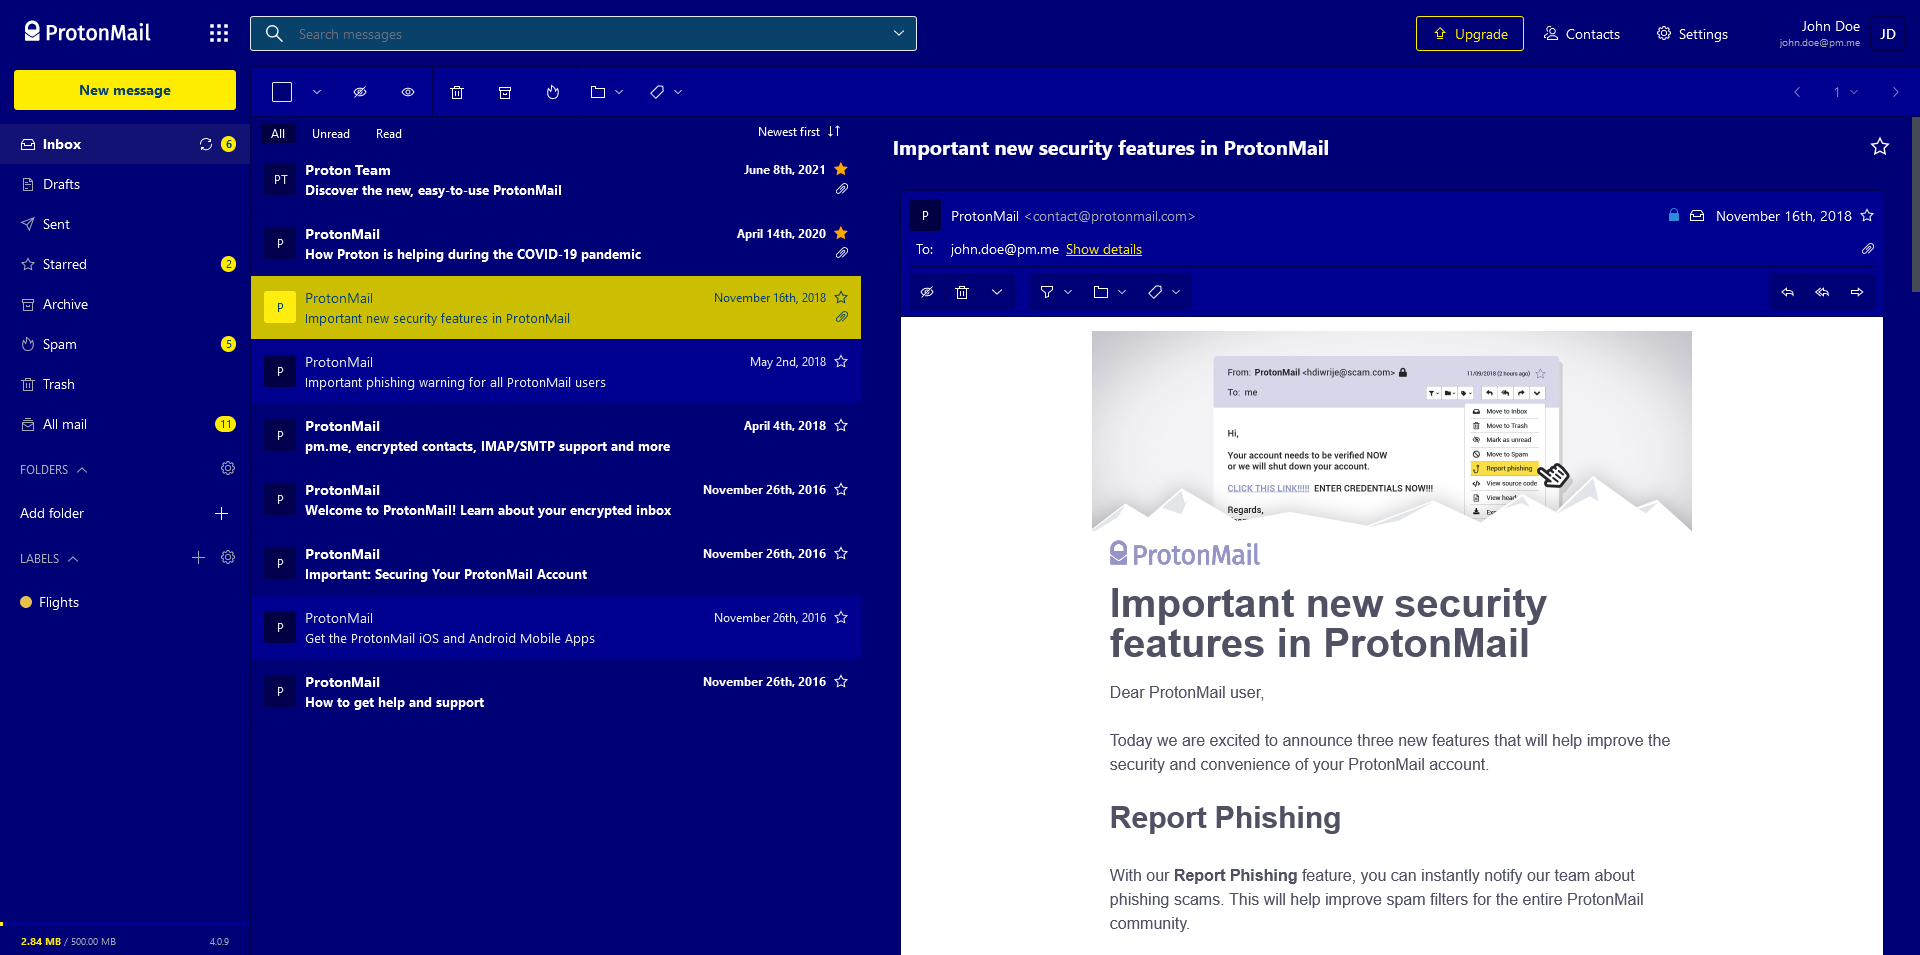 ProtonMail
Search messages
Upgrade
Contacts
Settings
John Doe
john.doe@pm.me
JD
New message
1
Inbox
6
Drafts
Sent
Starred
2
Archive
Spam
5
Trash
All mail
11
FOLDERS
Add folder
LABELS
Flights
2.84 MB / 500.00 MB
4.0.9
All
Unread
Read
Newest first
PT
Proton Team
June 8th, 2021
Discover the new, easy-to-use ProtonMail
P
ProtonMail
April 14th, 2020
How Proton is helping during the COVID-19 pandemic
P
ProtonMail
November 16th, 2018
Important new security features in ProtonMail
P
ProtonMail
May 2nd, 2018
Important phishing warning for all ProtonMail users
P
ProtonMail
April 4th, 2018
pm.me, encrypted contacts, IMAP/SMTP support and more
P
ProtonMail
November 26th, 2016
Welcome to ProtonMail! Learn about your encrypted inbox
P
ProtonMail
November 26th, 2016
Important: Securing Your ProtonMail Account
P
ProtonMail
November 26th, 2016
Get the ProtonMail iOS and Android Mobile Apps
P
ProtonMail
November 26th, 2016
How to get help and support
Important new security features in ProtonMail
P
ProtonMail <contact@protonmail.com>
November 16th, 2018
To: john.doe@pm.me Show details
From: ProtonMail <hdiwrije@scam.com>
11/09/2018 (2 hours ago)
To: me
Move to Inbox
Move to Trash
Mark as unread
Move to Spam
Report phishing
View source code
View head
Hi,
Your account needs to be verified NOW
or we will shut down your account.
CLICK THIS LINK!!!!! ENTER CREDENTIALS NOW!!!
Regards,
ProtonMail
Important new security
features in ProtonMail
Dear ProtonMail user,
Today we are excited to announce three new features that will help improve the
security and convenience of your ProtonMail account.
Report Phishing
With our Report Phishing feature, you can instantly notify our team about
phishing scams. This will help improve spam filters for the entire ProtonMail
community.